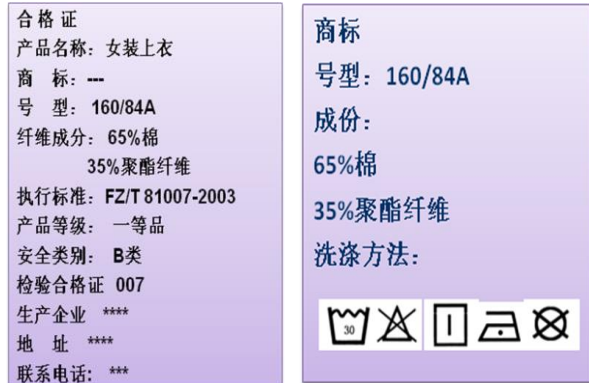 合格证
产品名称：女装上衣
商 标：---
号 型：160/84A
纤维成分：65%棉
35%聚酯纤维
执行标准：FZ/T 81007-2003
产品等级： 一等品
安全类别： B类
检验合格证 007
生产企业 ****
地 址 ****
联系电话： ***
商标
号型：160/84A
成份：
65%棉
35%聚酯纤维
洗涤方法：
30